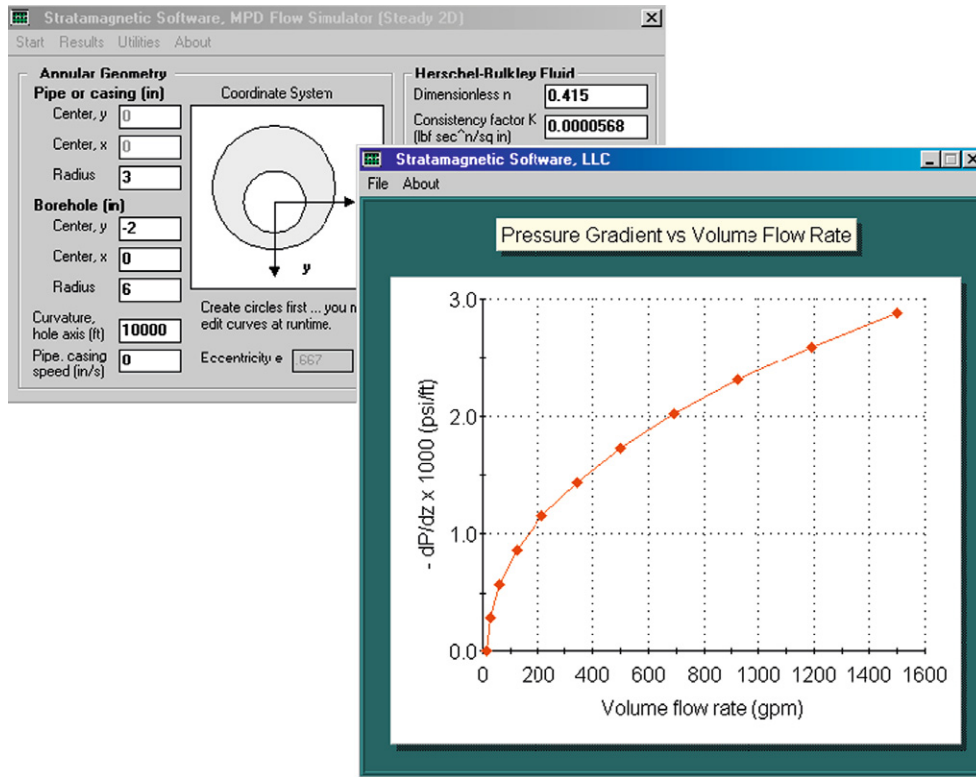 Stratamagnetic Software, MPD Flow Simulator (Steady 2D)
Start Results Utilities About
Annular Geometry
Pipe or casing (in)
Center, y 0
Center, x 0
Radius 3
Borehole (in)
Center, y -2
Center, x 0
Radius 6
Curvature,
hole axis (ft) 10000
Pipe. casing
speed (in/s) 0
Coordinate System
y
Create circles first ... you
edit curves at runtime.
Eccentricity e .667
Herschel-Bulkley Fluid
Dimensionless n 0.415
Consistency factor K
(lbf sec^n/sq in) 0.0000568
Stratamagnetic Software, LLC
File About
Pressure Gradient vs Volume Flow Rate
- dP/dz x 1000 (psi/ft)
3.0
2.0
1.0
0.0
0 200 400 600 800 1000 1200 1400 1600
Volume flow rate (gpm)